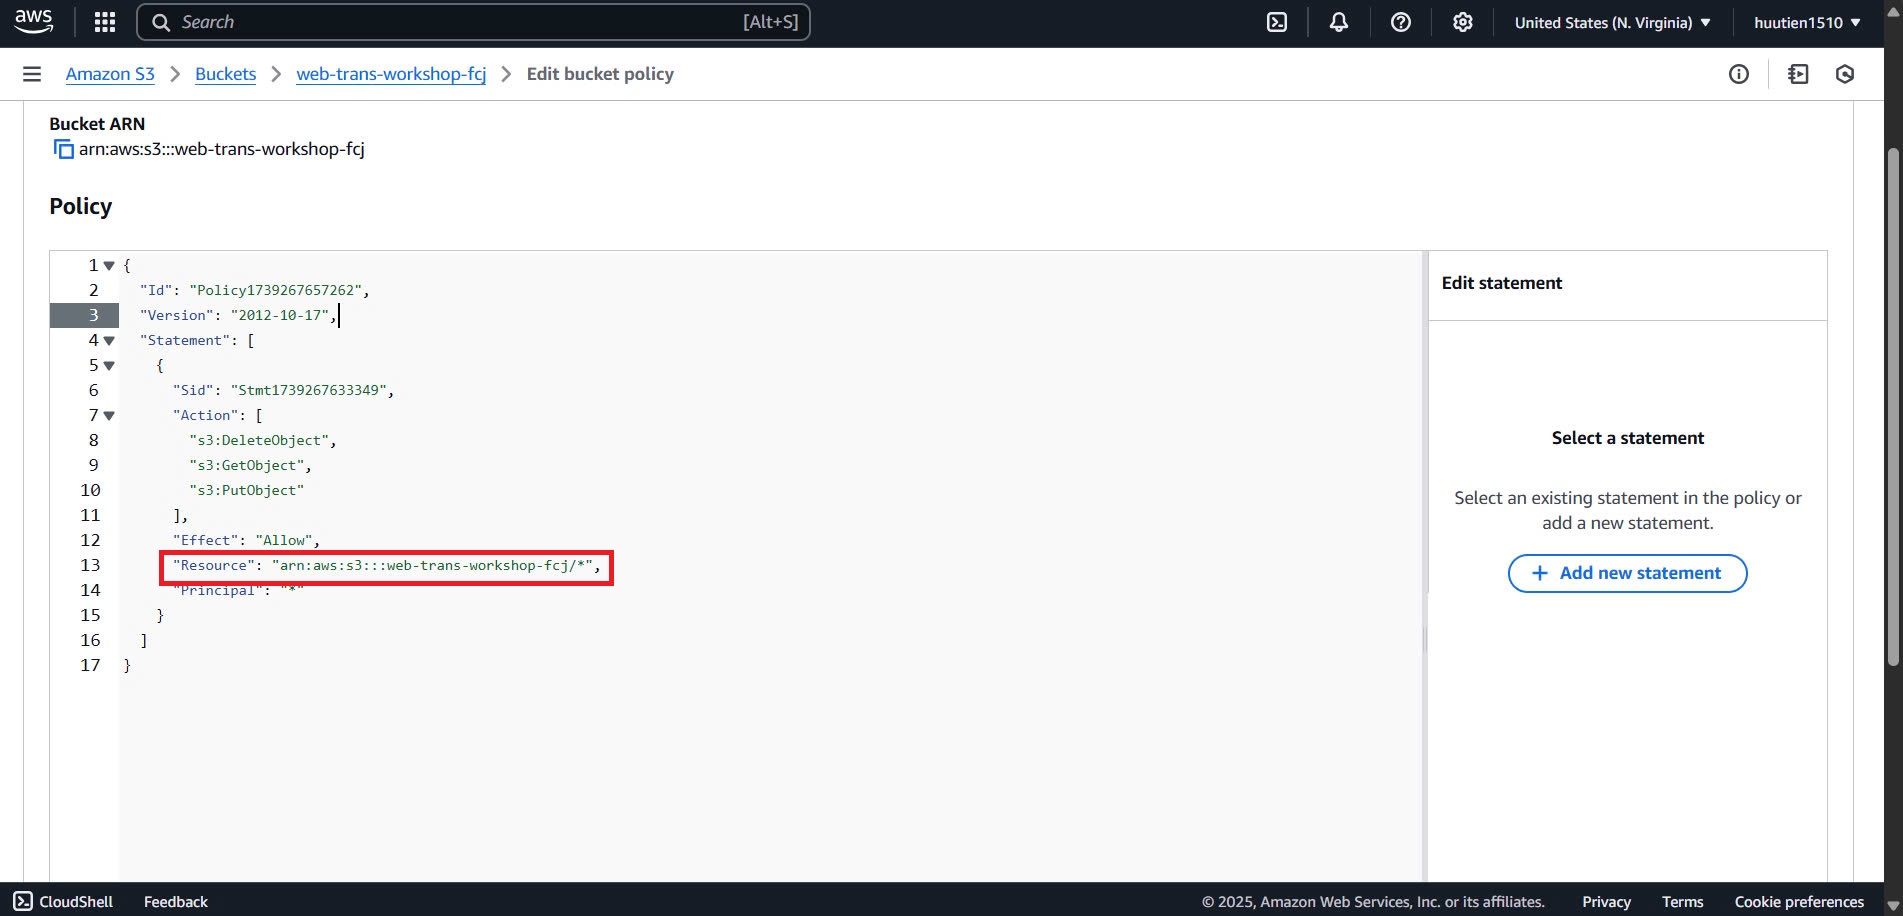 aws
Search [Alt+S]
United States (N. Virginia)
huutien1510
Amazon S3
Buckets
web-trans-workshop-fcj
Edit bucket policy
Bucket ARN
arn:aws:s3:::web-trans-workshop-fcj
Policy
1 {
2 "Id": "Policy1739267657262",
3 "Version": "2012-10-17",
4 "Statement": [
5 {
6 "Sid": "Stmt1739267633349",
7 "Action": [
8 "s3:DeleteObject",
9 "s3:GetObject",
10 "s3:PutObject"
11 ],
12 "Effect": "Allow",
13 "Resource": "arn:aws:s3:::web-trans-workshop-fcj/*",
14 "Principal": "*"
15 }
16 ]
17 }
Edit statement
Select a statement
Select an existing statement in the policy or
add a new statement.
+ Add new statement
CloudShell
Feedback
© 2025, Amazon Web Services, Inc. or its affiliates.
Privacy
Terms
Cookie preferences